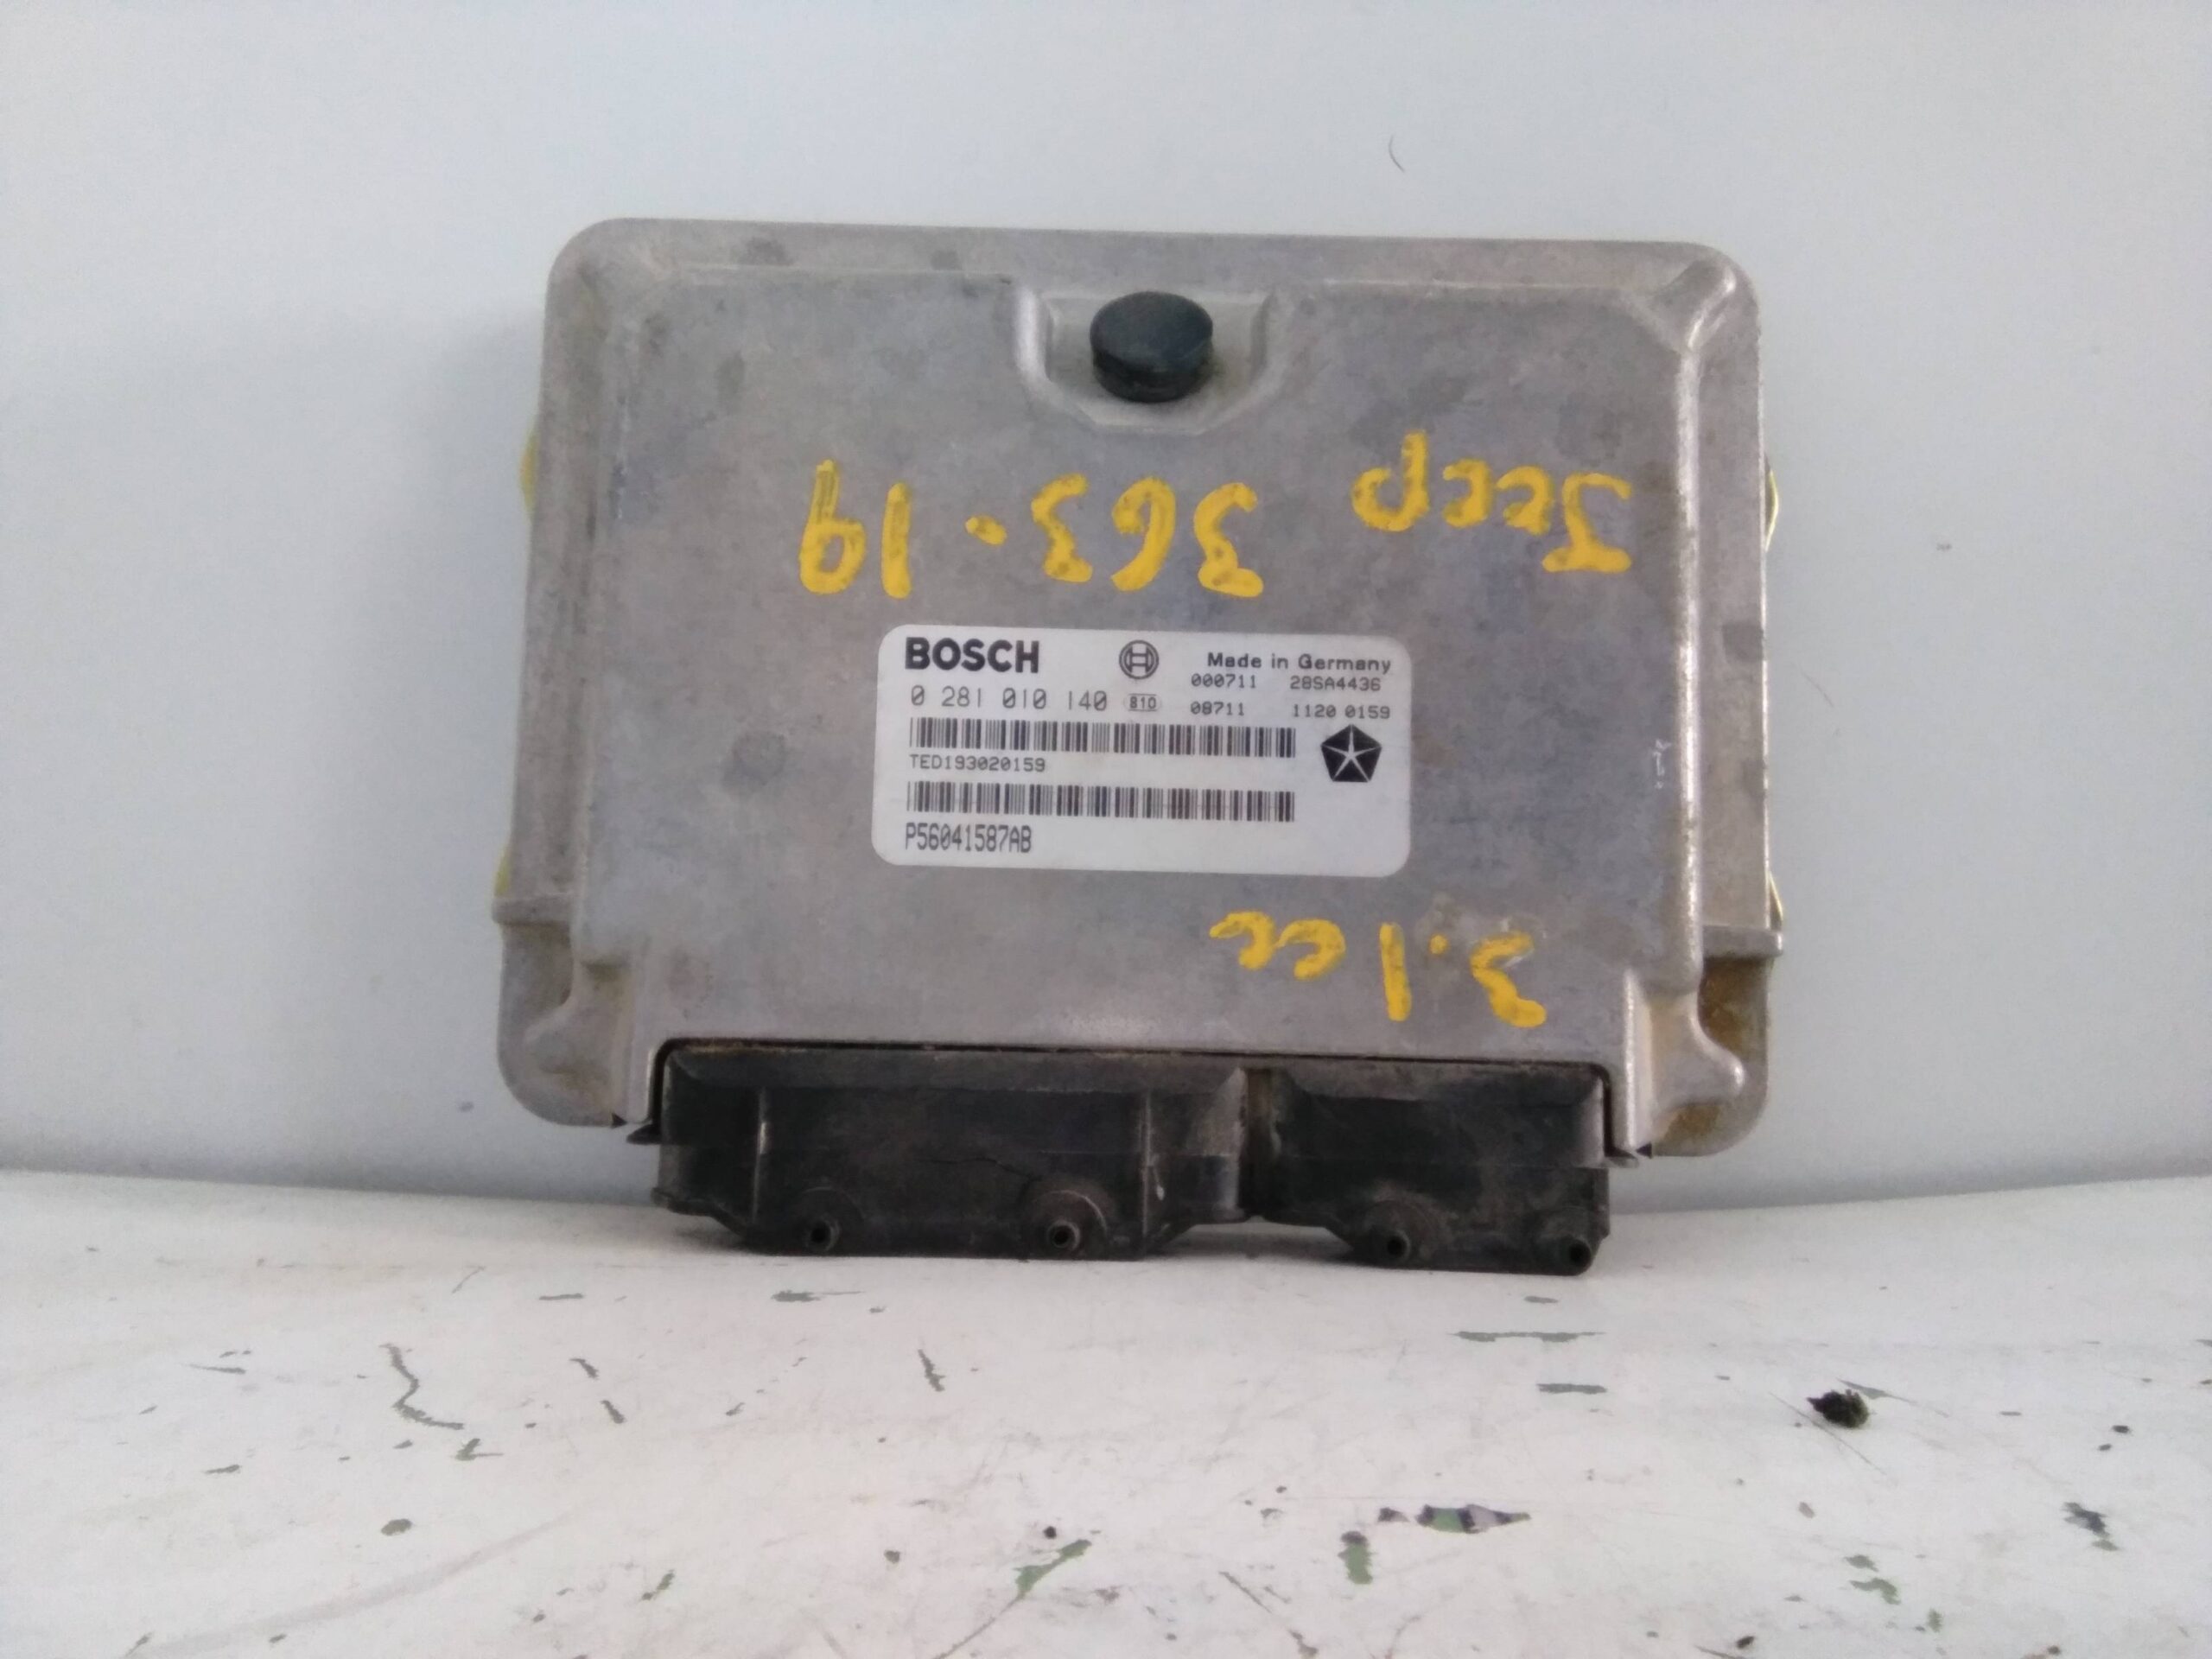 Jeep 363-19
BOSCH Made in Germany
000711 28SA4436
0 281 010 140 810 08711 1120 0159
TED193020159
P56041587AB
3.1cc